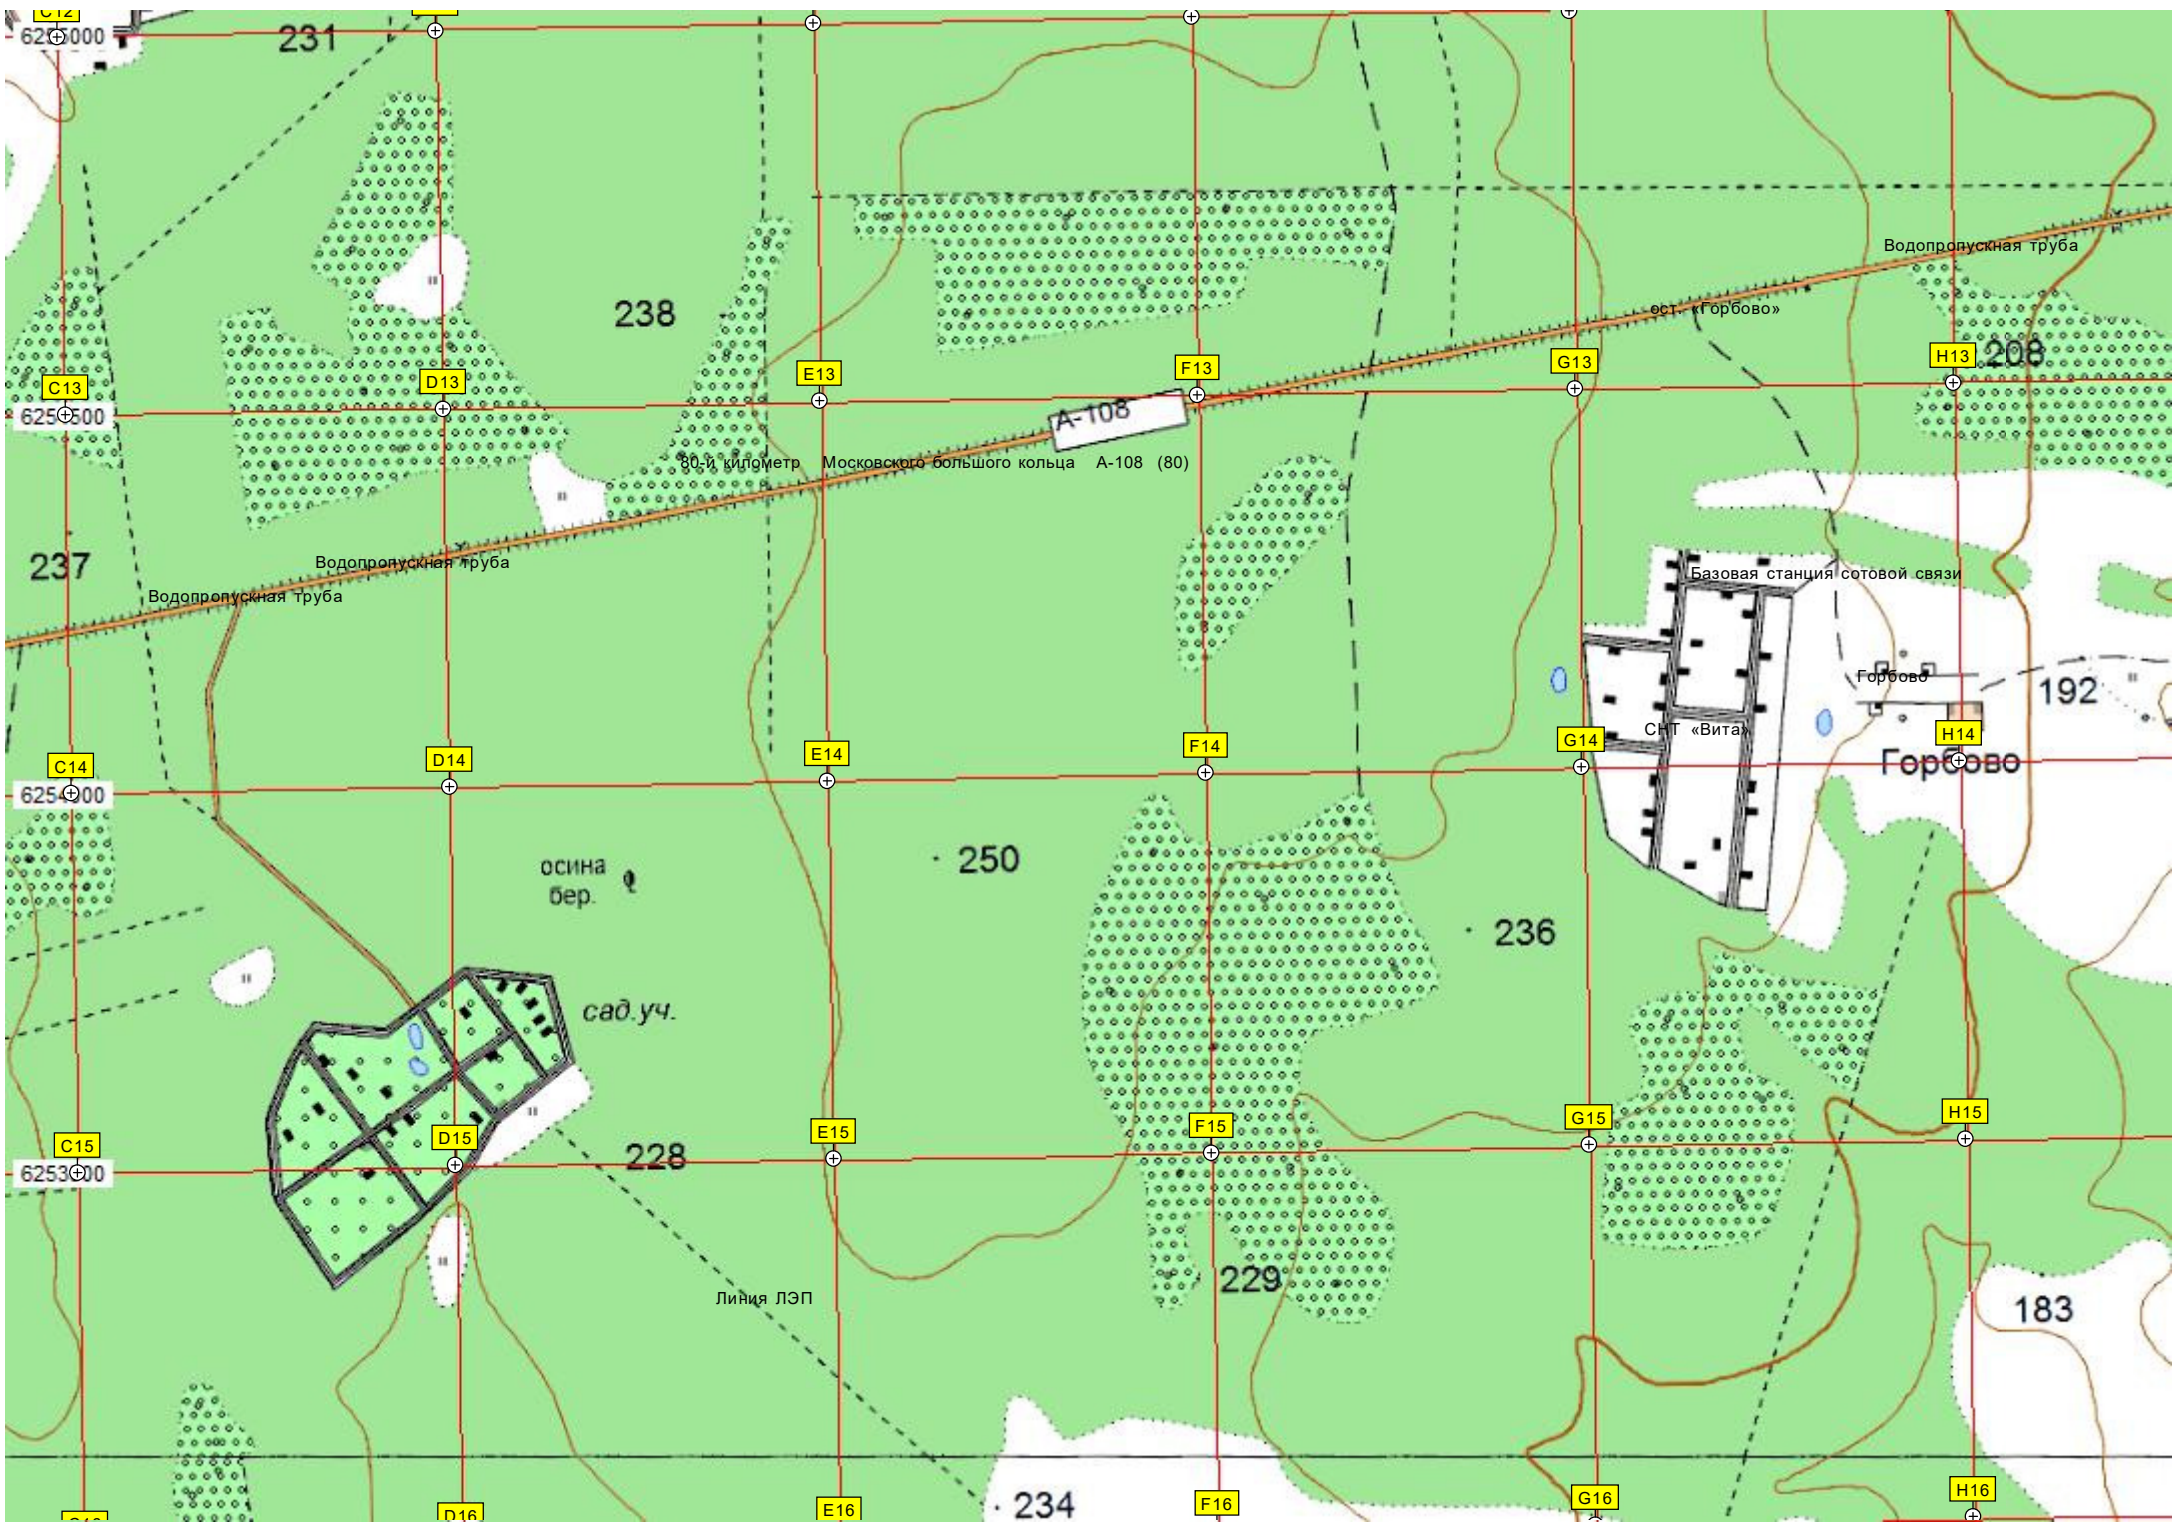 C12
231
238
Водопропускная труба
ост. «Горбово»
208
C13
D13
E13
F13
G13
H13
А-108
80-й километр Московского большого кольца А-108 (80)
237
Водопропускная труба
Водопропускная труба
Базовая станция сотовой связи
Горбово
192
СНТ «Вита»
C14
D14
E14
F14
G14
H14
Горбово
6254000
осина
бер.
250
236
сад.уч.
C15
D15
E15
F15
G15
H15
6253000
228
229
Линия ЛЭП
183
234
D16
E16
F16
G16
H16